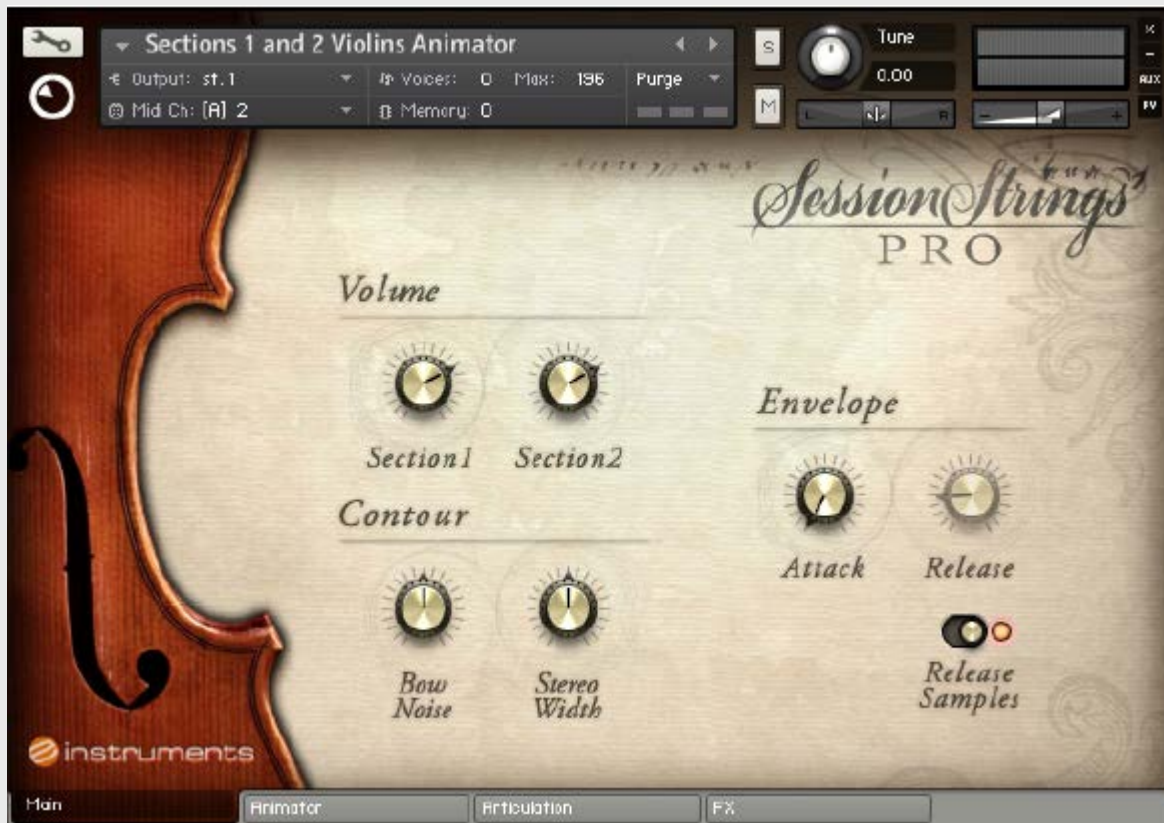 Sections 1 and 2 Violins Animator
Output: st.1
Voices: 0 Max: 196
Purge
Midi Ch: [A] 2
Memory: 0
S
M
Tune
0.00
L
R
-
+
×
-
AUX
PV
Session Strings
PRO
Volume
Section1
Section2
Envelope
Attack
Release
Contour
Bow
Noise
Stereo
Width
Release
Samples
instruments
Main
Animator
Articulation
FX